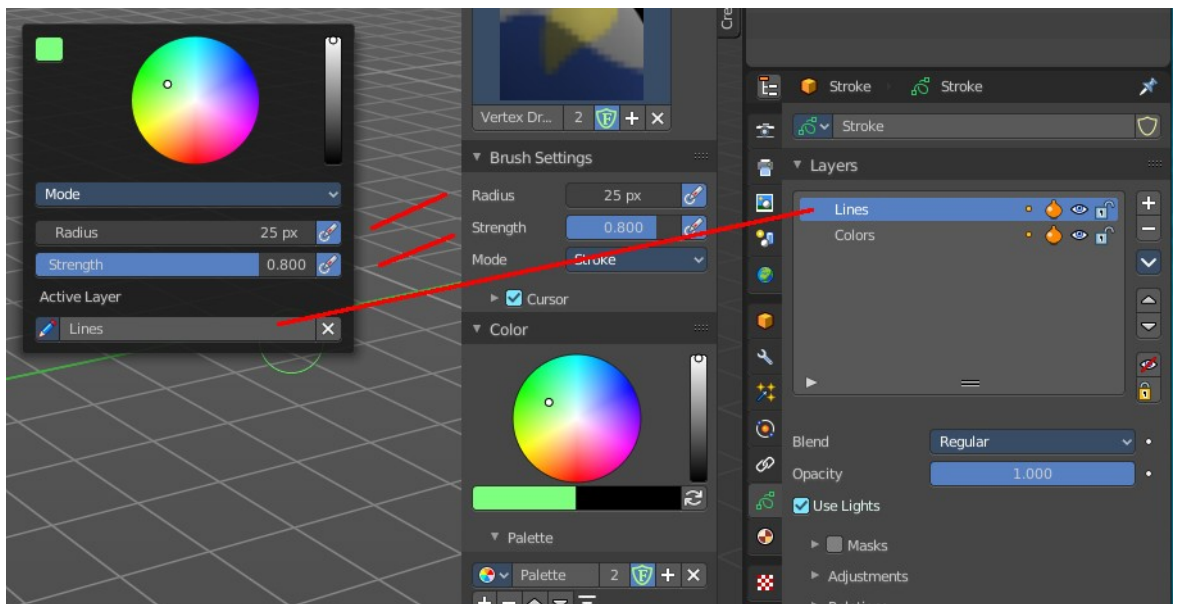 Mode
Radius 25 px
Strength 0.800
Active Layer
Lines
Vertex Dr... 2 F
Brush Settings
Radius 25 px
Strength 0.800
Mode Stroke
Cursor
Color
Palette
Palette 2 F
Cre
Stroke Stroke
Stroke
Layers
Lines
Colors
Blend Regular
Opacity 1.000
Use Lights
Masks
Adjustments